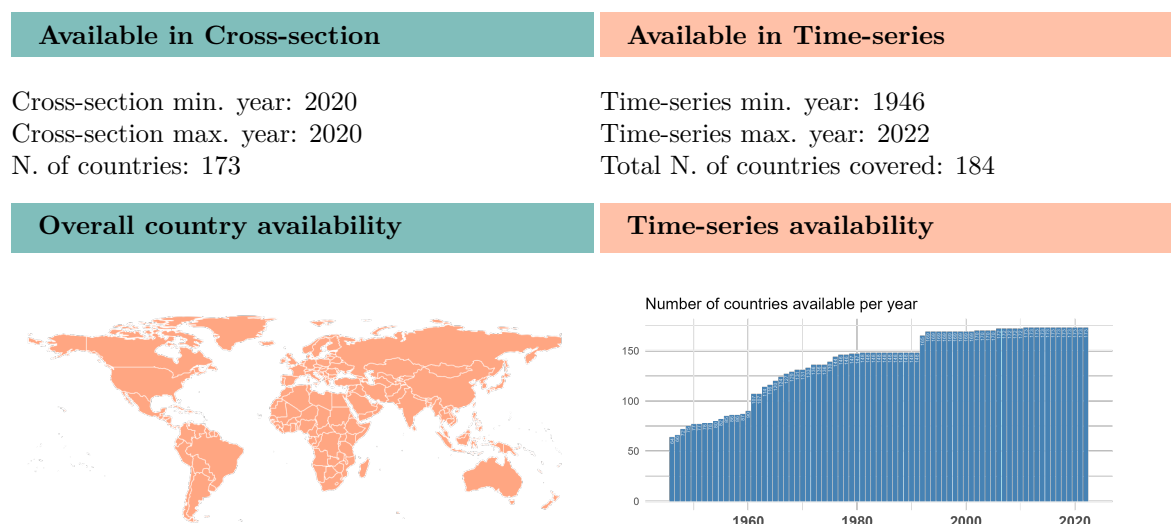 Available in Cross-section
Available in Time-series
Cross-section min. year: 2020
Cross-section max. year: 2020
N. of countries: 173
Time-series min. year: 1946
Time-series max. year: 2022
Total N. of countries covered: 184
Overall country availability
Time-series availability
Number of countries available per year
150
100
50
0
1960 1980 2000 2020